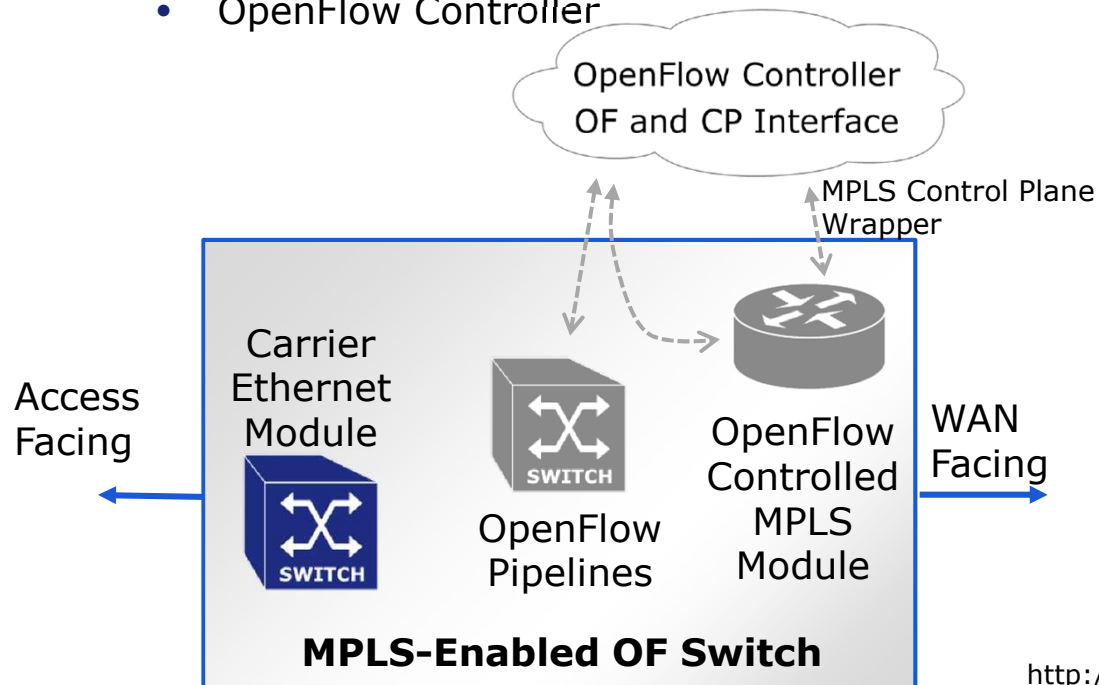 • OpenFlow Controller
OpenFlow Controller
OF and CP Interface
MPLS Control Plane
Wrapper
Carrier
Ethernet
Module
SWITCH
Access
Facing
SWITCH
OpenFlow
Pipelines
OpenFlow
Controlled
MPLS
Module
WAN
Facing
MPLS-Enabled OF Switch
http:/